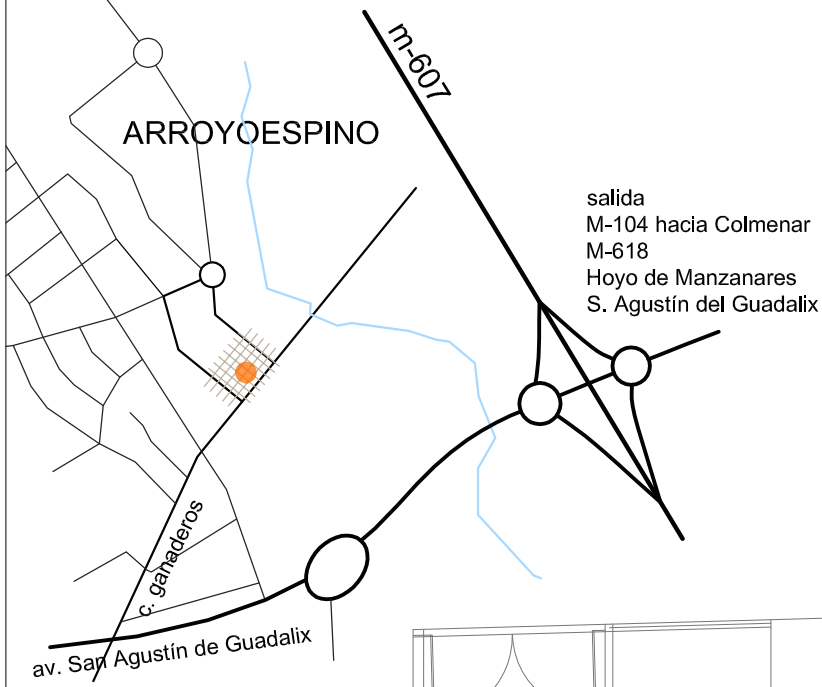 m-607
ARROYOESPINO
salida
M-104 hacia Colmenar
M-618
Hoyo de Manzanares
S. Agustín del Guadalix
c. ganaderos
av. San Agustín de Guadalix